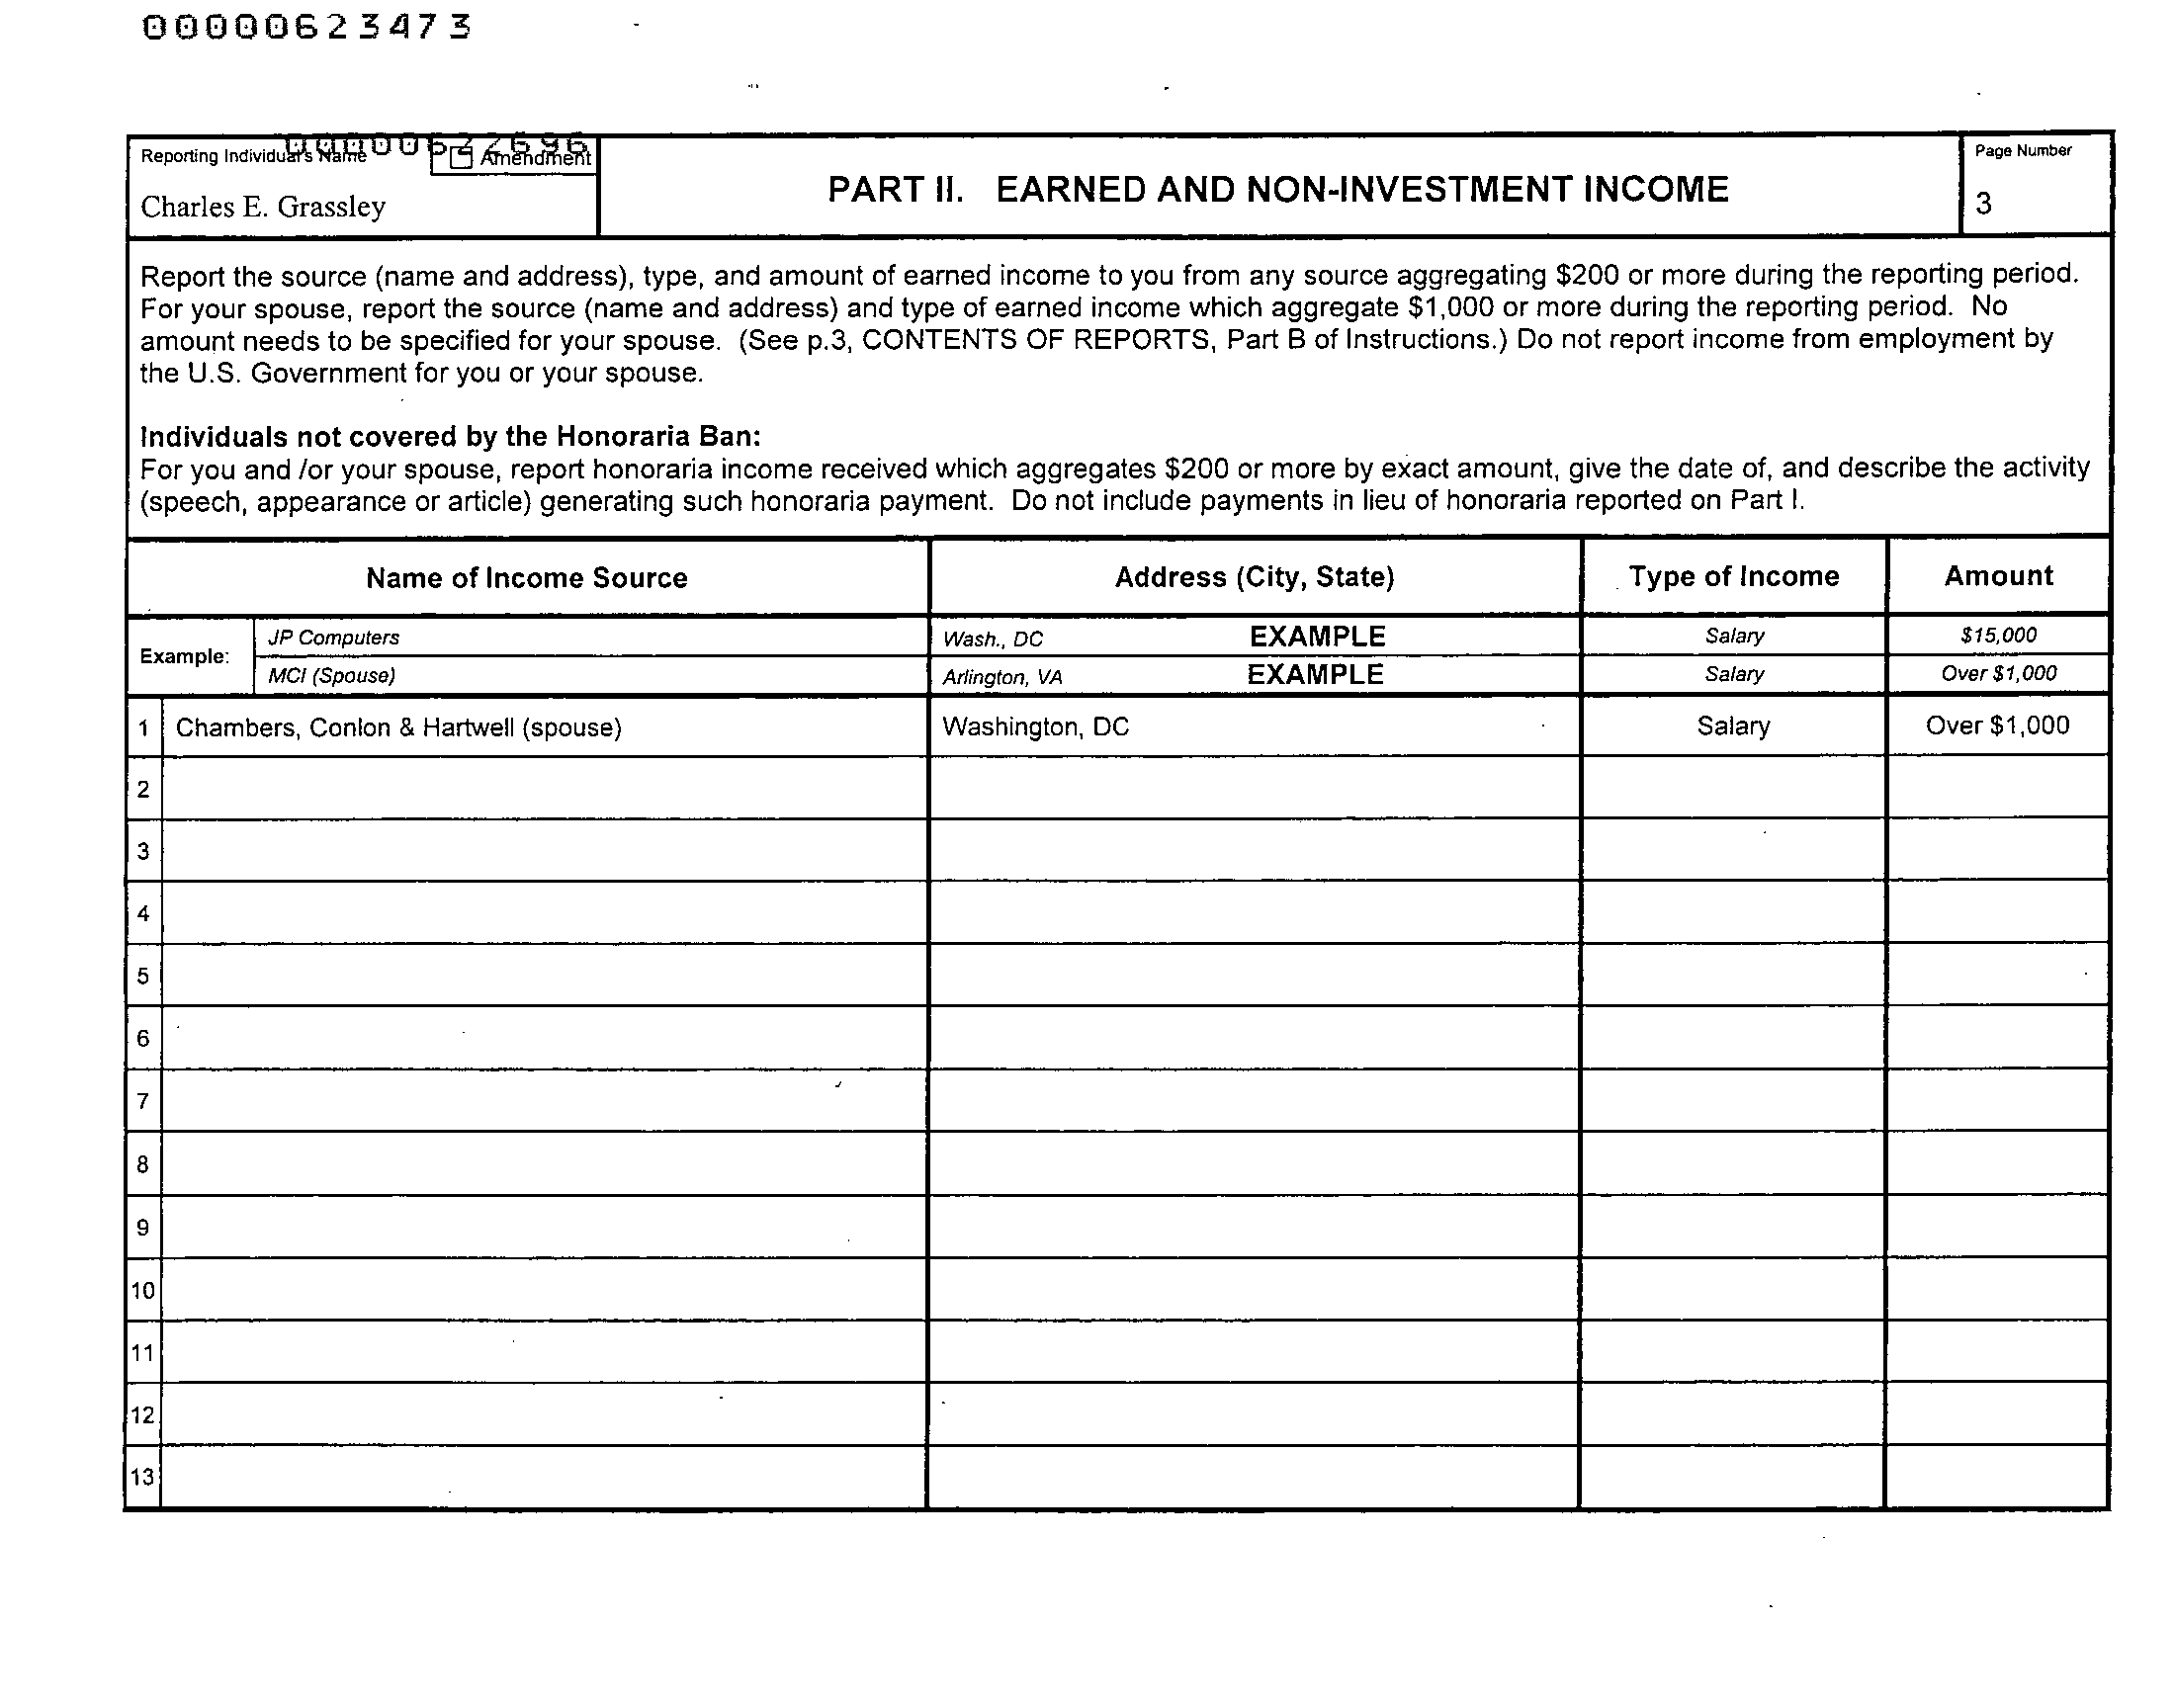 00000623473
Reporting Individual's Name 00000622696 Amendment
Charles E. Grassley
PART II. EARNED AND NON-INVESTMENT INCOME
Page Number
3
Report the source (name and address), type, and amount of earned income to you from any source aggregating $200 or more during the reporting period.
For your spouse, report the source (name and address) and type of earned income which aggregate $1,000 or more during the reporting period. No
amount needs to be specified for your spouse. (See p.3, CONTENTS OF REPORTS, Part B of Instructions.) Do not report income from employment by
the U.S. Government for you or your spouse.
Individuals not covered by the Honoraria Ban:
For you and /or your spouse, report honoraria income received which aggregates $200 or more by exact amount, give the date of, and describe the activity
(speech, appearance or article) generating such honoraria payment. Do not include payments in lieu of honoraria reported on Part I.
Name of Income Source Address (City, State) Type of Income Amount
Example:
JP Computers Wash., DC EXAMPLE Salary $15,000
MCI (Spouse) Arlington, VA EXAMPLE Salary Over $1,000
1 Chambers, Conlon & Hartwell (spouse) Washington, DC Salary Over $1,000
2
3
4
5
6
7
8
9
10
11
12
13